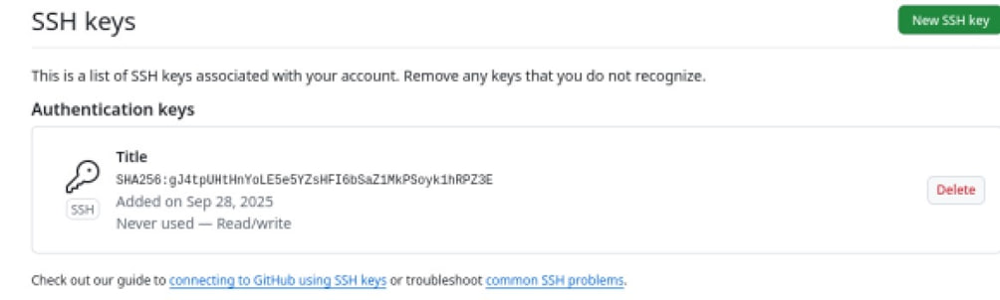 SSH keys
New SSH key
This is a list of SSH keys associated with your account. Remove any keys that you do not recognize.
Authentication keys
Title
SHA256:gJ4tpUHtHnYoLE5e5YZsHFI6bSaZ1MkPSoyk1hRPZ3E
SSH
Added on Sep 28, 2025
Never used — Read/write
Delete
Check out our guide to connecting to GitHub using SSH keys or troubleshoot common SSH problems.